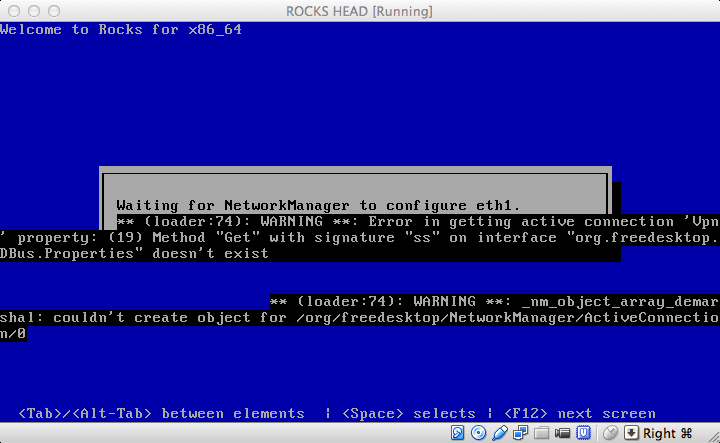 ROCKS HEAD [Running]
Welcome to Rocks for x86_64
Waiting for NetworkManager to configure eth1.
** (loader:74): WARNING **: Error in getting active connection 'Vpn
' property: (19) Method "Get" with signature "ss" on interface "org.freedesktop.
DBus.Properties" doesn't exist
** (loader:74): WARNING **: _nm_object_array_demar
shal: couldn't create object for /org/freedesktop/NetworkManager/ActiveConnectio
n/0
<Tab>/<Alt-Tab> between elements | <Space> selects | <F12> next screen
Right ⌘